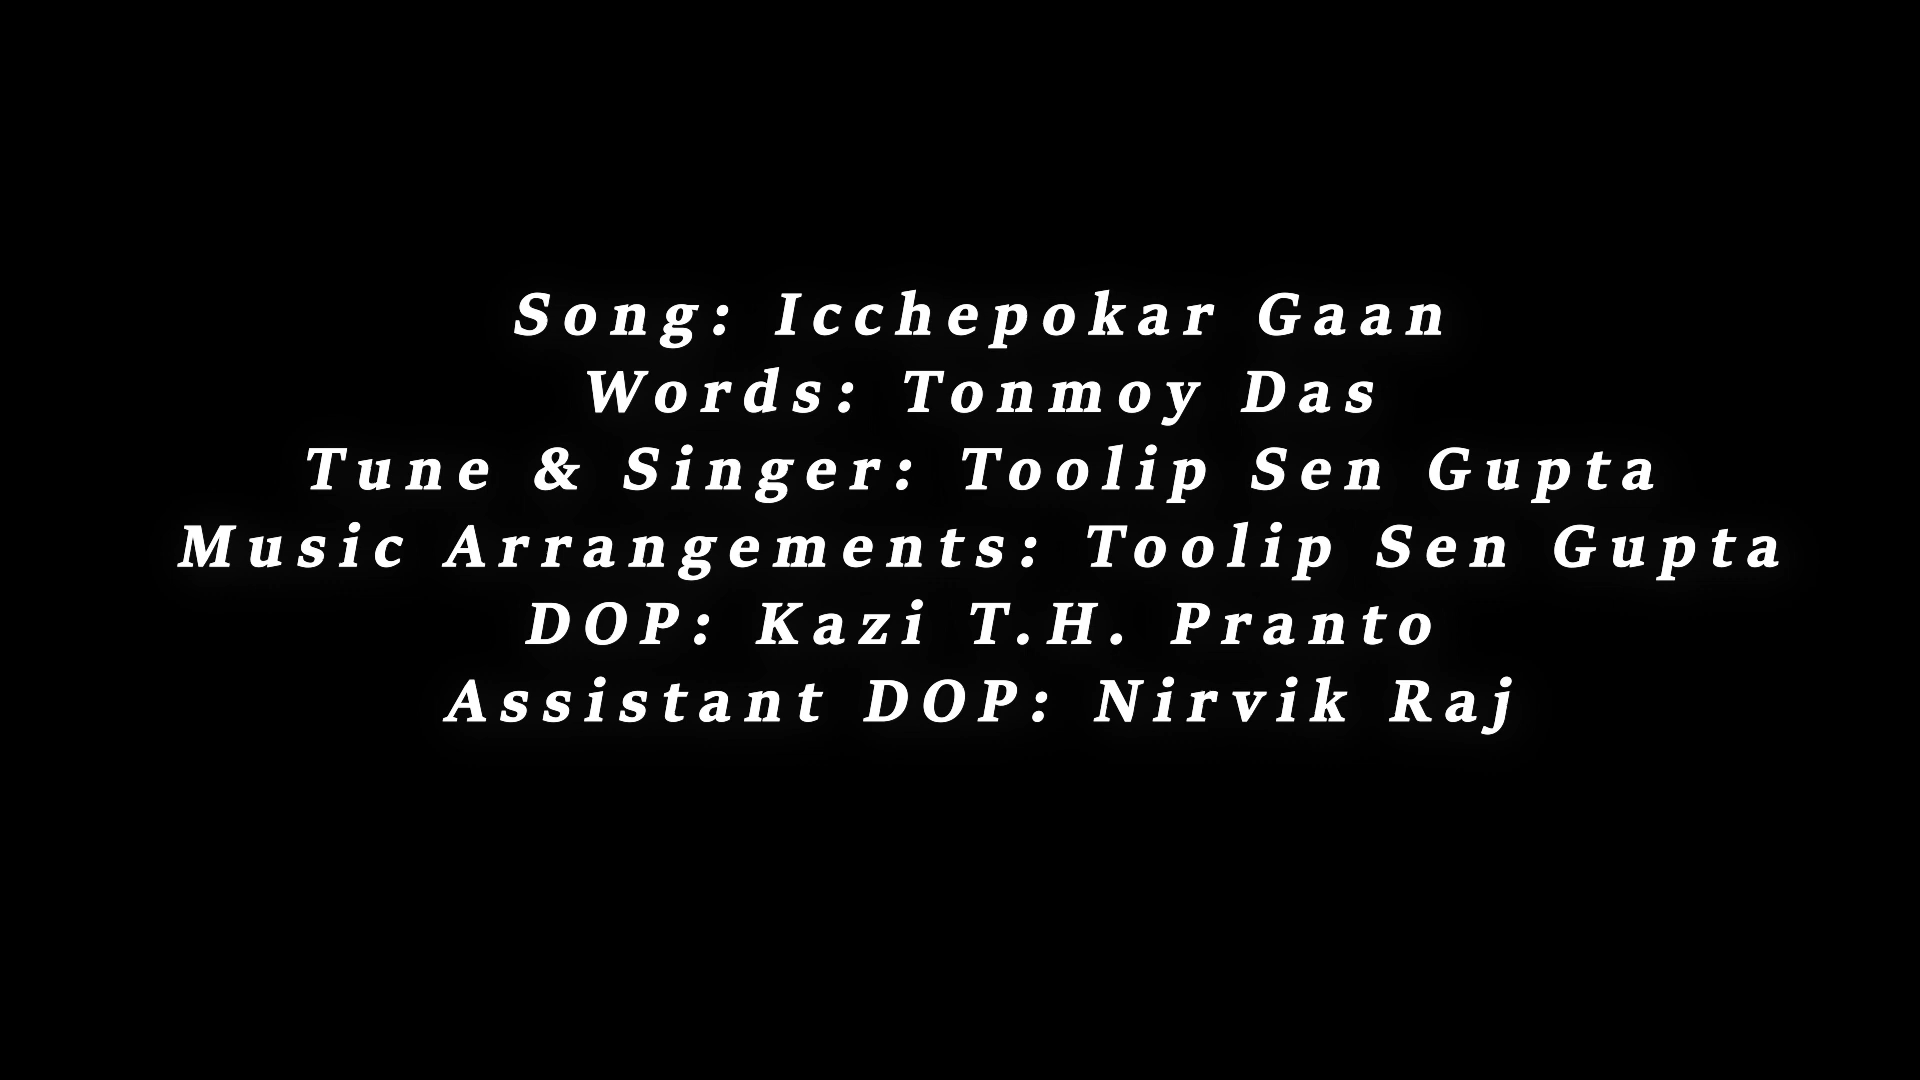 Song: Icchepokar Gaan
Words: Tonmoy Das
Tune & Singer: Toolip Sen Gupta
Music Arrangements: Toolip Sen Gupta
DOP: Kazi T.H. Pranto
Assistant DOP: Nirvik Raj